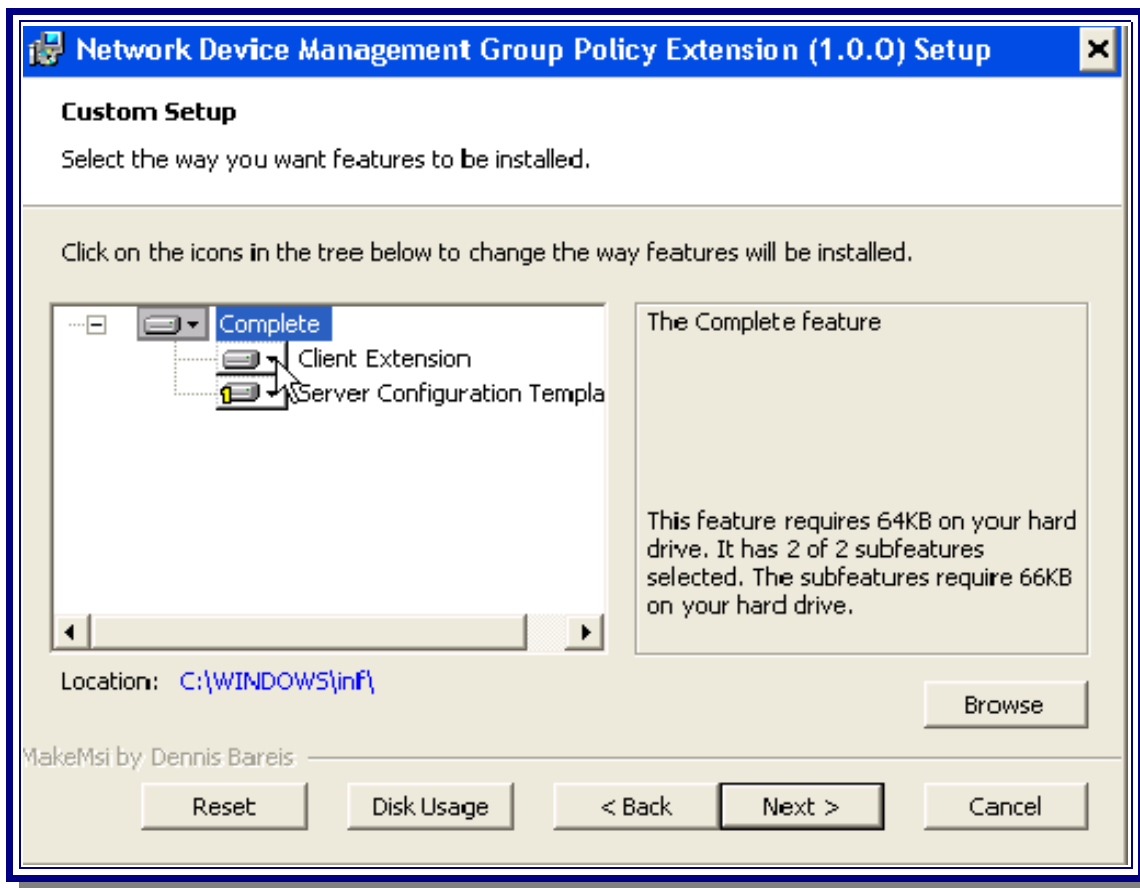 Network Device Management Group Policy Extension (1.0.0) Setup
Custom Setup
Select the way you want features to be installed.
Click on the icons in the tree below to change the way features will be installed.
Complete
Client Extension
Server Configuration Templa
The Complete feature
This feature requires 64KB on your hard
drive. It has 2 of 2 subfeatures
selected. The subfeatures require 66KB
on your hard drive.
Location: C:\WINDOWS\inf\
Browse
MakeMsi by Dennis Bareis
Reset
Disk Usage
< Back
Next >
Cancel